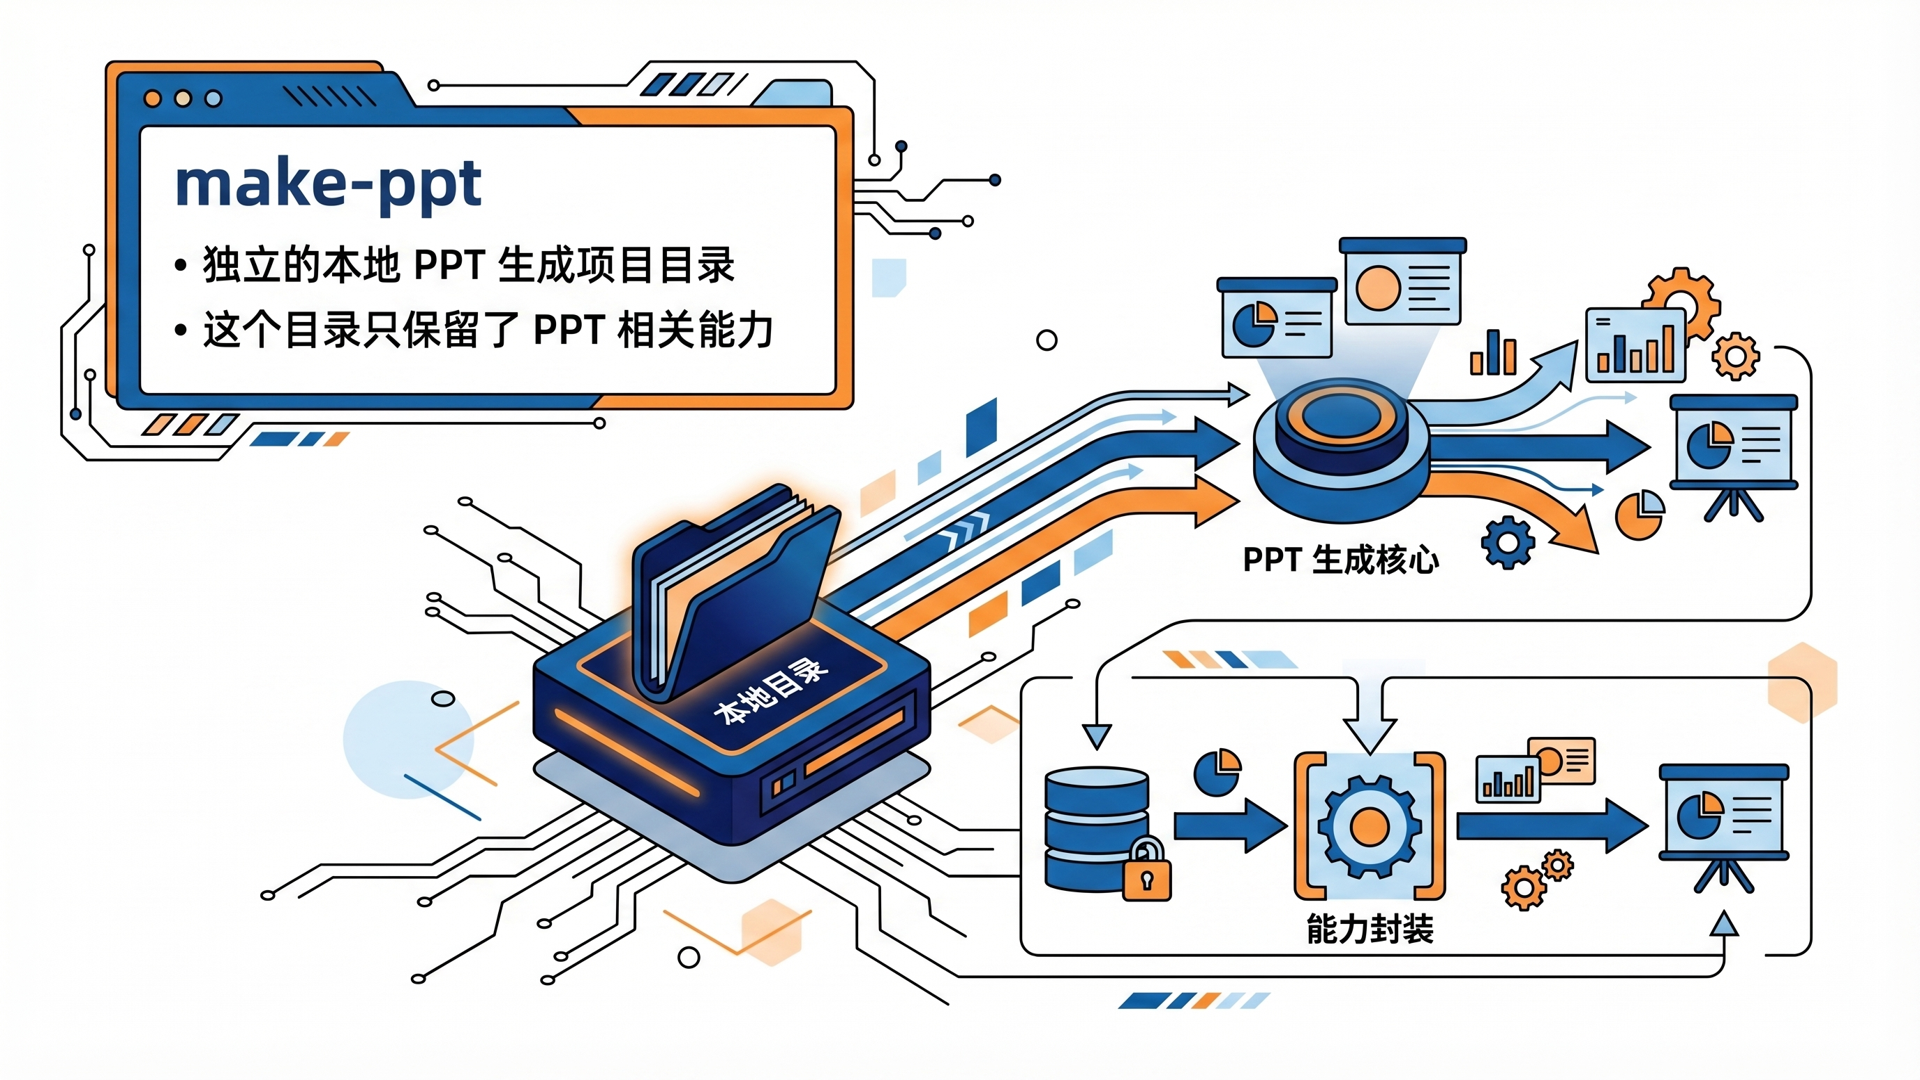 make-ppt
• 独立的本地 PPT 生成项目目录
• 这个目录只保留了 PPT 相关能力
PPT 生成核心
本地目录
能力封装